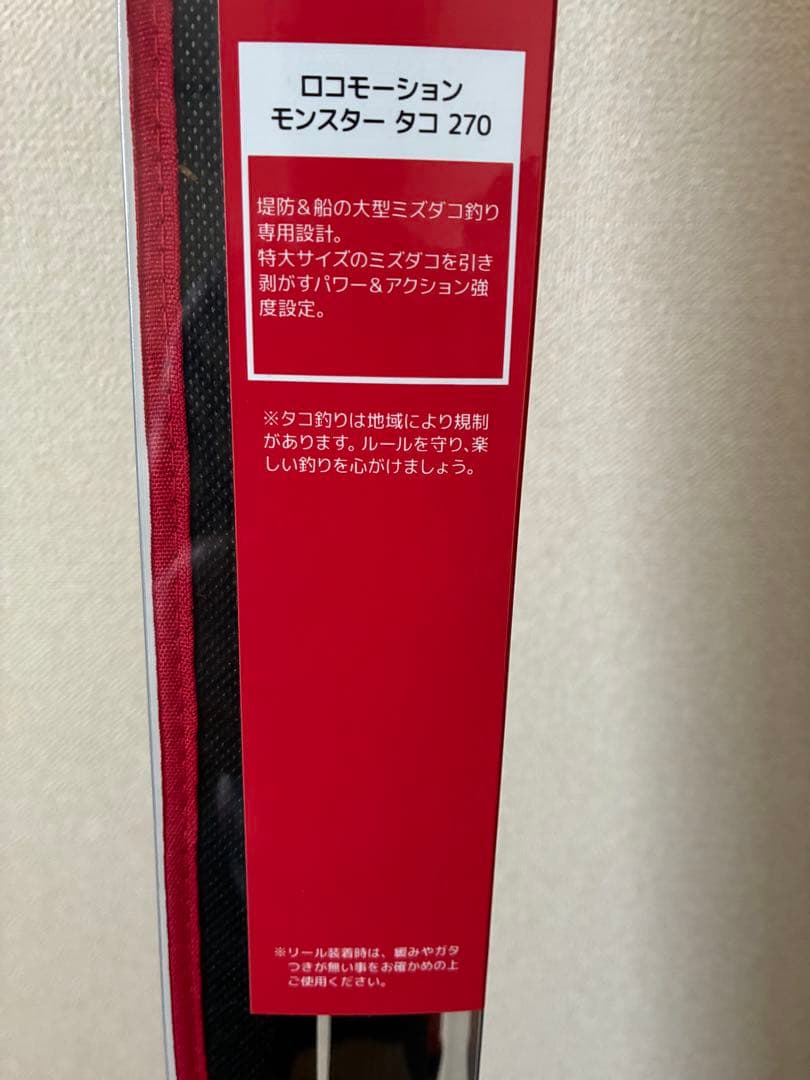 ロコモーション
モンスター タコ 270
堤防＆船の大型ミズダコ釣り
専用設計。
特大サイズのミズダコを引き
剥がすパワー＆アクション強
度設定。
※タコ釣りは地域により規制
があります。ルールを守り、楽
しい釣りを心がけましょう。
※リール装着時は、緩みやガタ
つきが無い事をお確かめの上
ご使用ください。